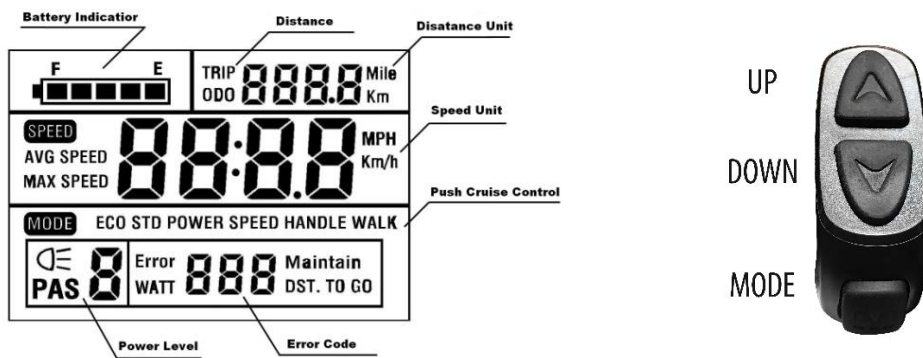 Battery Indicatior
Distance
Disatance Unit
F E
TRIP 888.8 Mile
ODO Km
Speed Unit
SPEED
AVG SPEED
MAX SPEED
88:8.8
MPH
Km/h
Push Cruise Control
MODE ECO STD POWER SPEED HANDLE WALK
PAS 8
Error 888 Maintain
WATT DST. TO GO
Power Level
Error Code
UP
DOWN
MODE